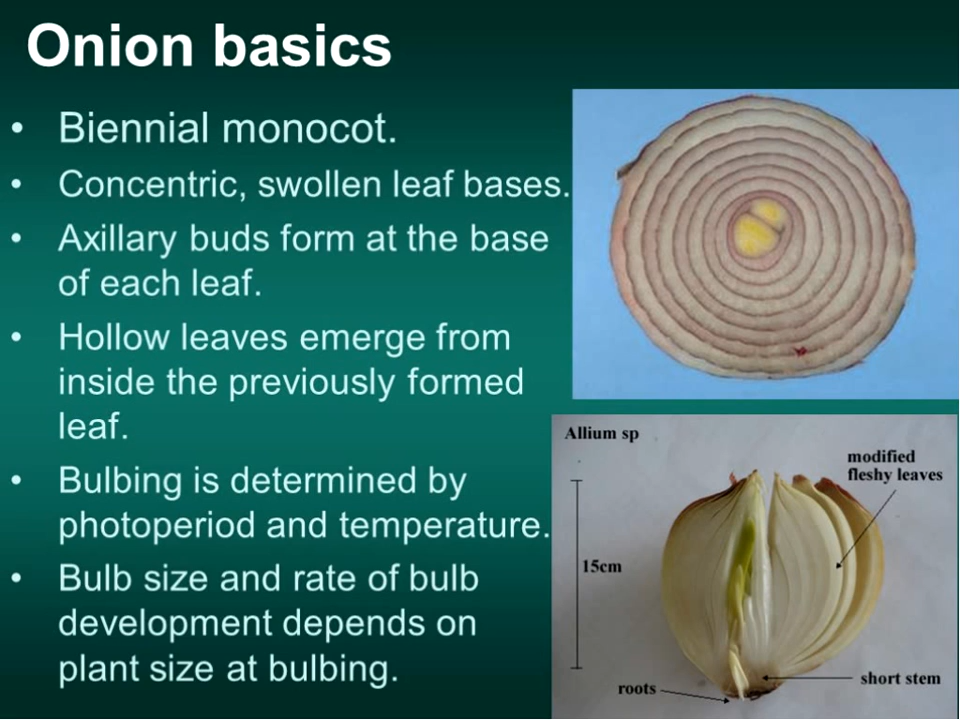 Onion basics
• Biennial monocot.
• Concentric, swollen leaf bases.
• Axillary buds form at the base
of each leaf.
• Hollow leaves emerge from
inside the previously formed
leaf.
• Bulbing is determined by
photoperiod and temperature.
• Bulb size and rate of bulb
development depends on
plant size at bulbing.
Allium sp
modified
fleshy leaves
15cm
short stem
roots